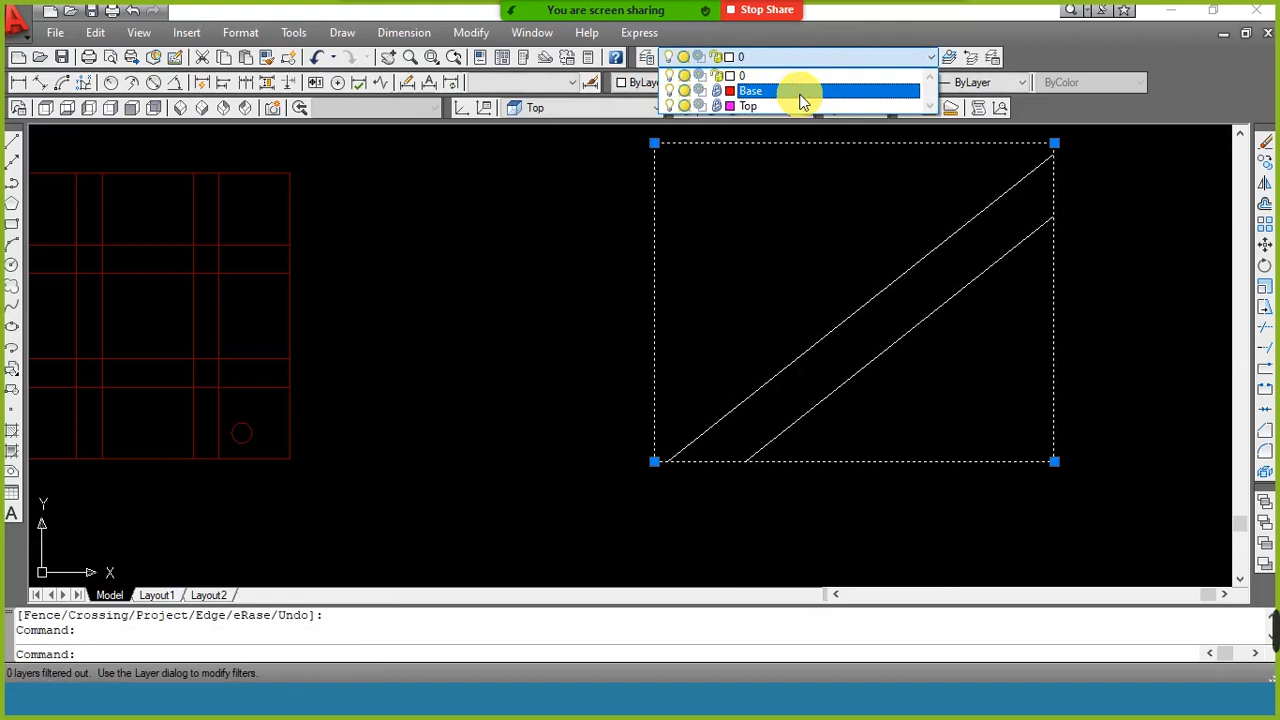 You are screen sharing
Stop Share
File Edit View Insert Format Tools Draw Dimension Modify Window Help Express
0
0
ByLay
ByLayer
ByColor
Base
Top
Top
Y
X
Model Layout1 Layout2
[Fence/Crossing/Project/Edge/eRase/Undo]:
Command:
Command:
0 layers filtered out. Use the Layer dialog to modify filters.